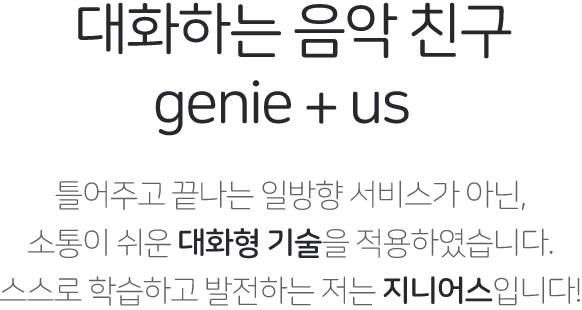 대화하는 음악 친구
genie + us
틀어주고 끝나는 일방향 서비스가 아닌,
소통이 쉬운 대화형 기술을 적용하였습니다.
스스로 학습하고 발전하는 저는 지니어스입니다!